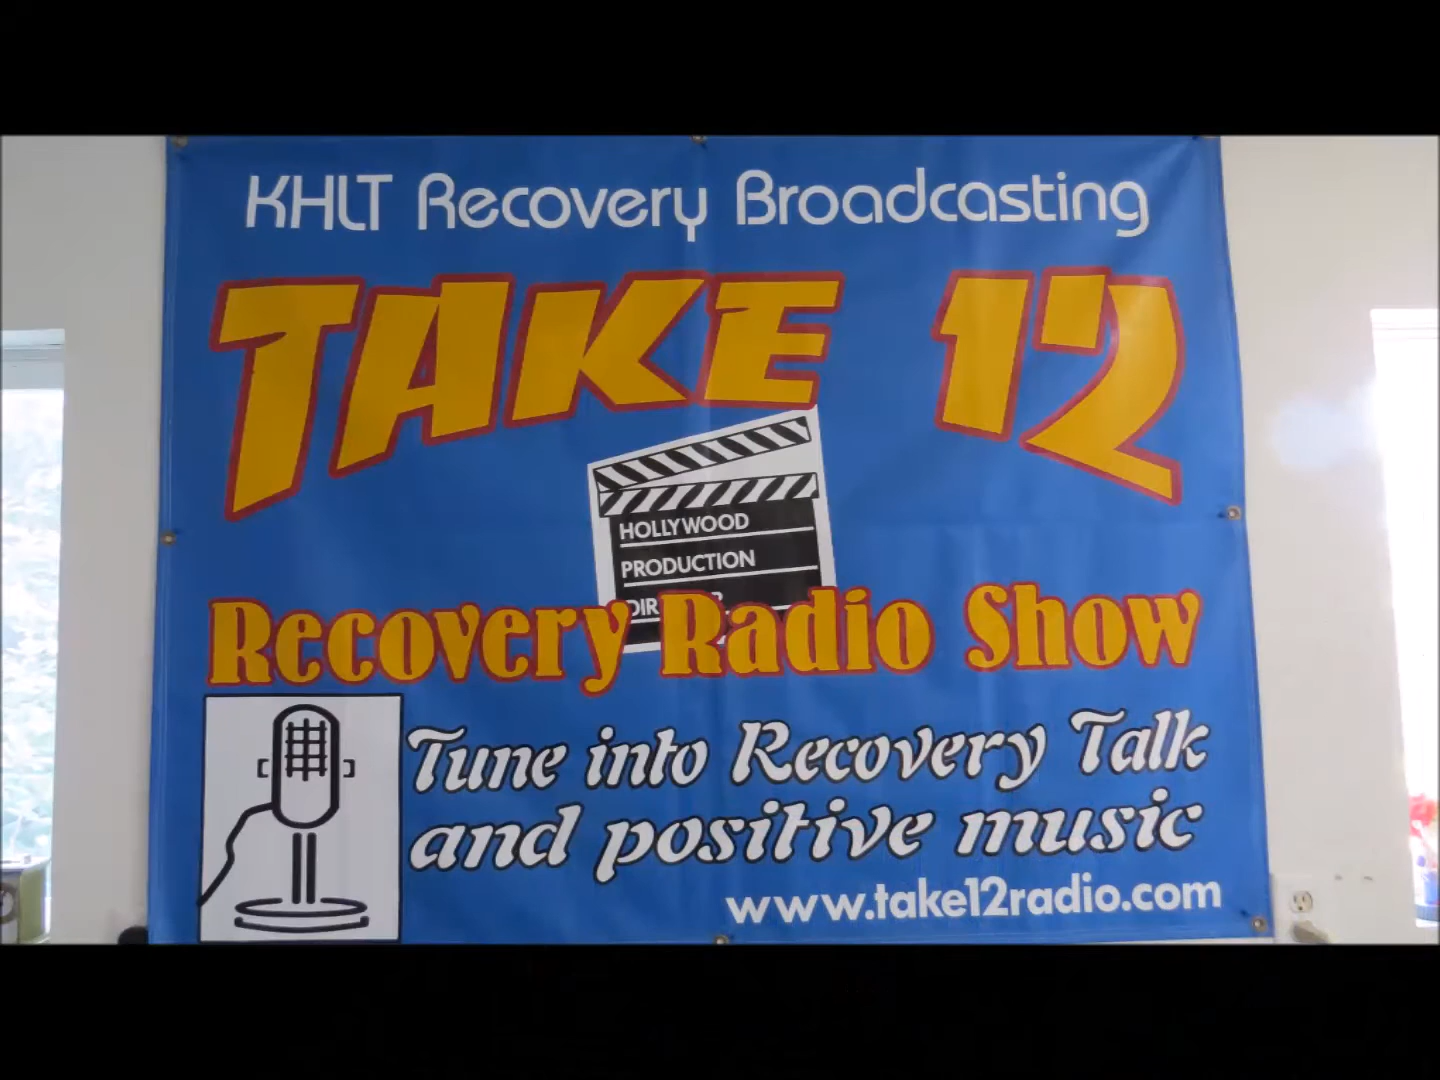 KHLT Recovery Broadcasting
TAKE 12
HOLLYWOOD
PRODUCTION
Recovery Radio Show
Tune into Recovery Talk
and positive music
www.take12radio.com